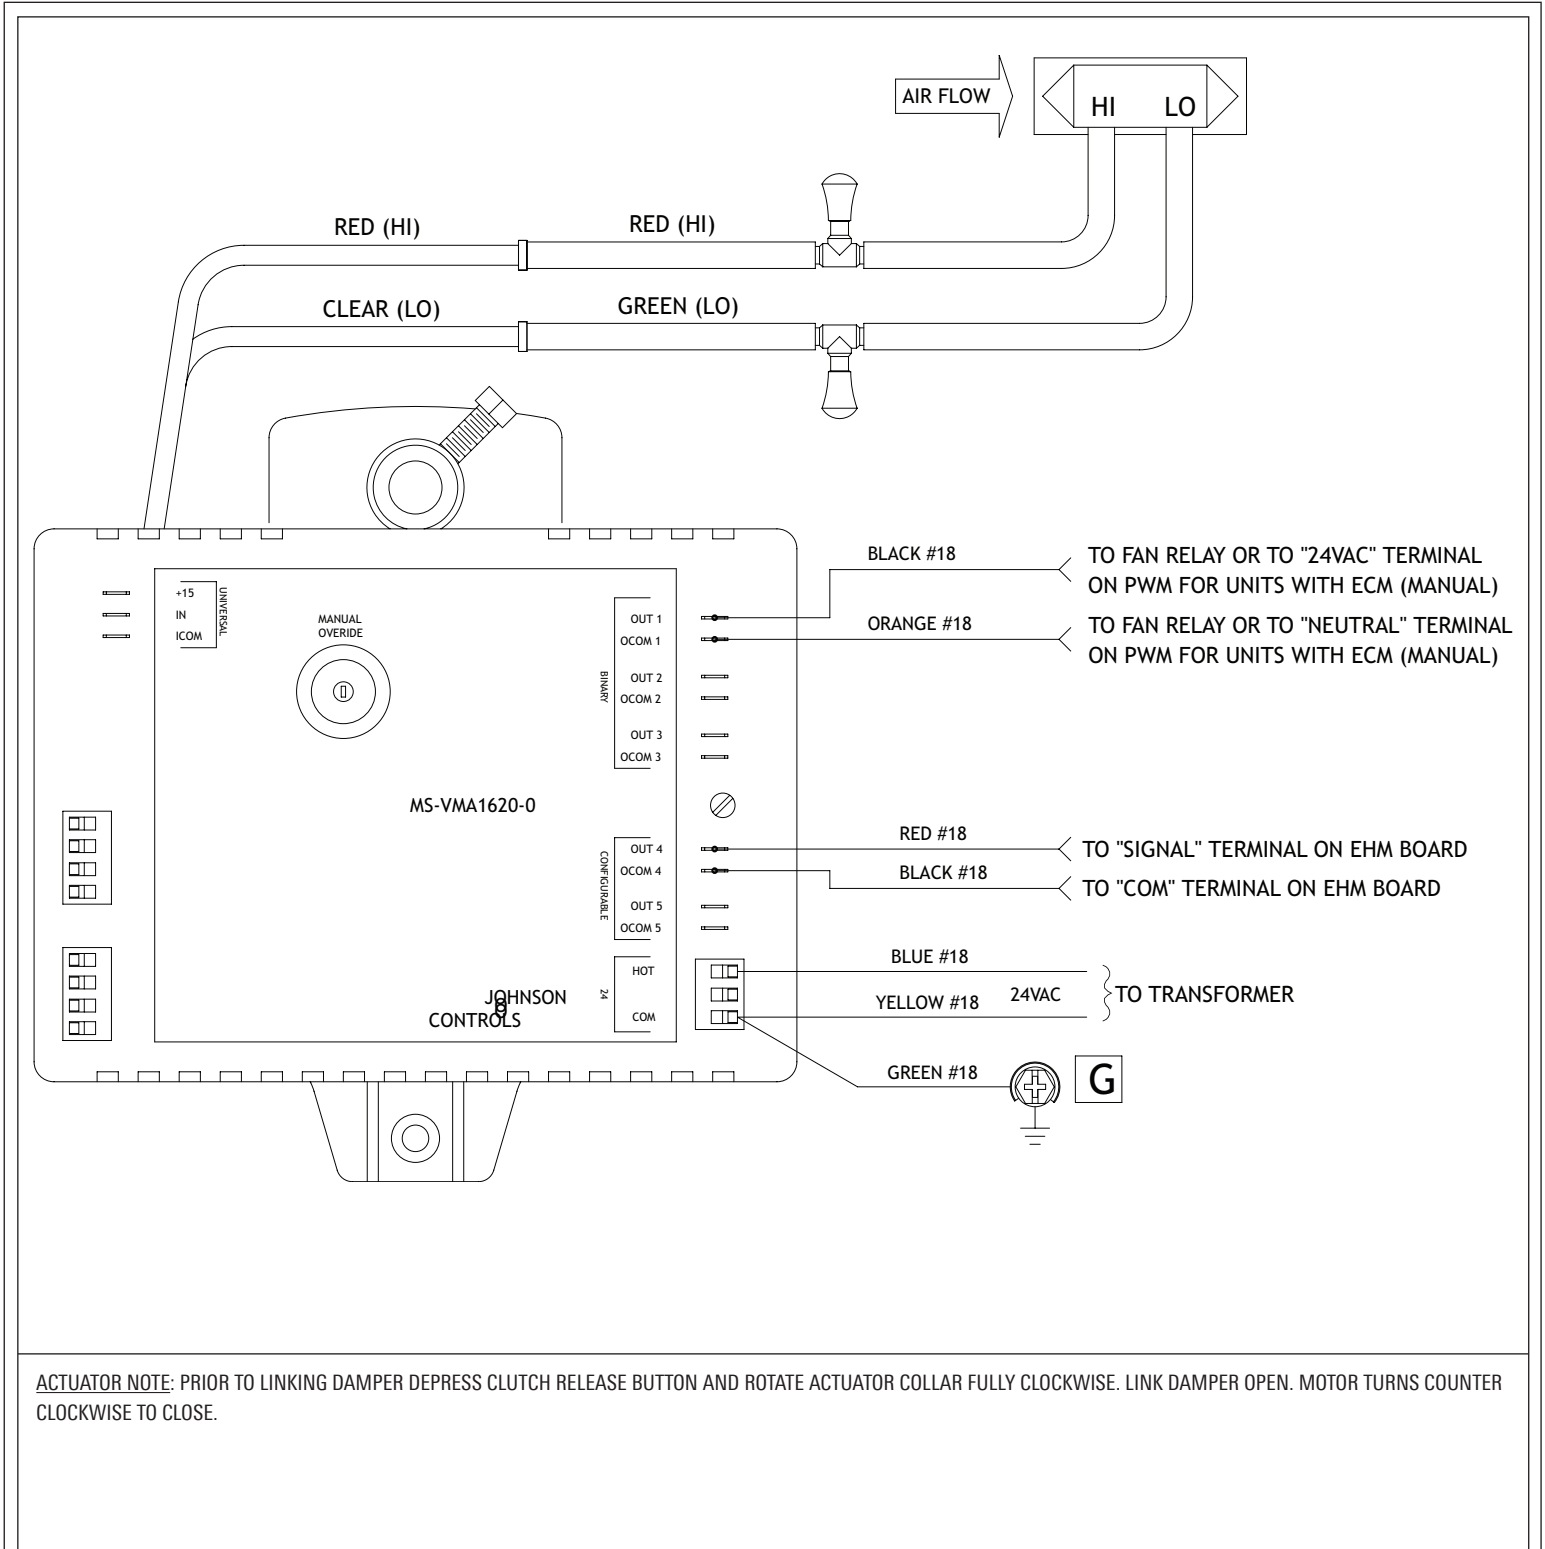 AIR FLOW
HI LO
RED (HI) RED (HI)
CLEAR (LO) GREEN (LO)
BLACK #18
TO FAN RELAY OR TO "24VAC" TERMINAL
ON PWM FOR UNITS WITH ECM (MANUAL)
ORANGE #18
TO FAN RELAY OR TO "NEUTRAL" TERMINAL
ON PWM FOR UNITS WITH ECM (MANUAL)
+15
IN
ICOM
UNIVERSAL
MANUAL
OVERIDE
OUT 1
OCOM 1
OUT 2
OCOM 2
OUT 3
OCOM 3
BINARY
MS-VMA1620-0
OUT 4
OCOM 4
OUT 5
OCOM 5
CONFIGURABLE
RED #18
TO "SIGNAL" TERMINAL ON EHM BOARD
BLACK #18
TO "COM" TERMINAL ON EHM BOARD
HOT
24
COM
JOHNSON
CONTROLS
BLUE #18
YELLOW #18
24VAC
TO TRANSFORMER
GREEN #18
G
ACTUATOR NOTE: PRIOR TO LINKING DAMPER DEPRESS CLUTCH RELEASE BUTTON AND ROTATE ACTUATOR COLLAR FULLY CLOCKWISE. LINK DAMPER OPEN. MOTOR TURNS COUNTER
CLOCKWISE TO CLOSE.